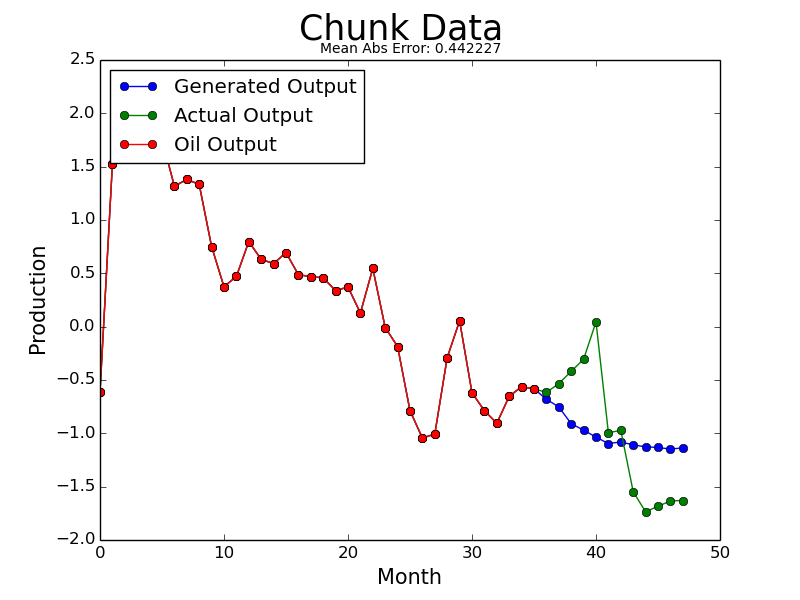 Chunk Data
Mean Abs Error: 0.442227
Generated Output
Actual Output
Oil Output
2.5
2.0
1.5
1.0
0.5
0.0
−0.5
−1.0
−1.5
−2.0
Production
0 10 20 30 40 50
Month